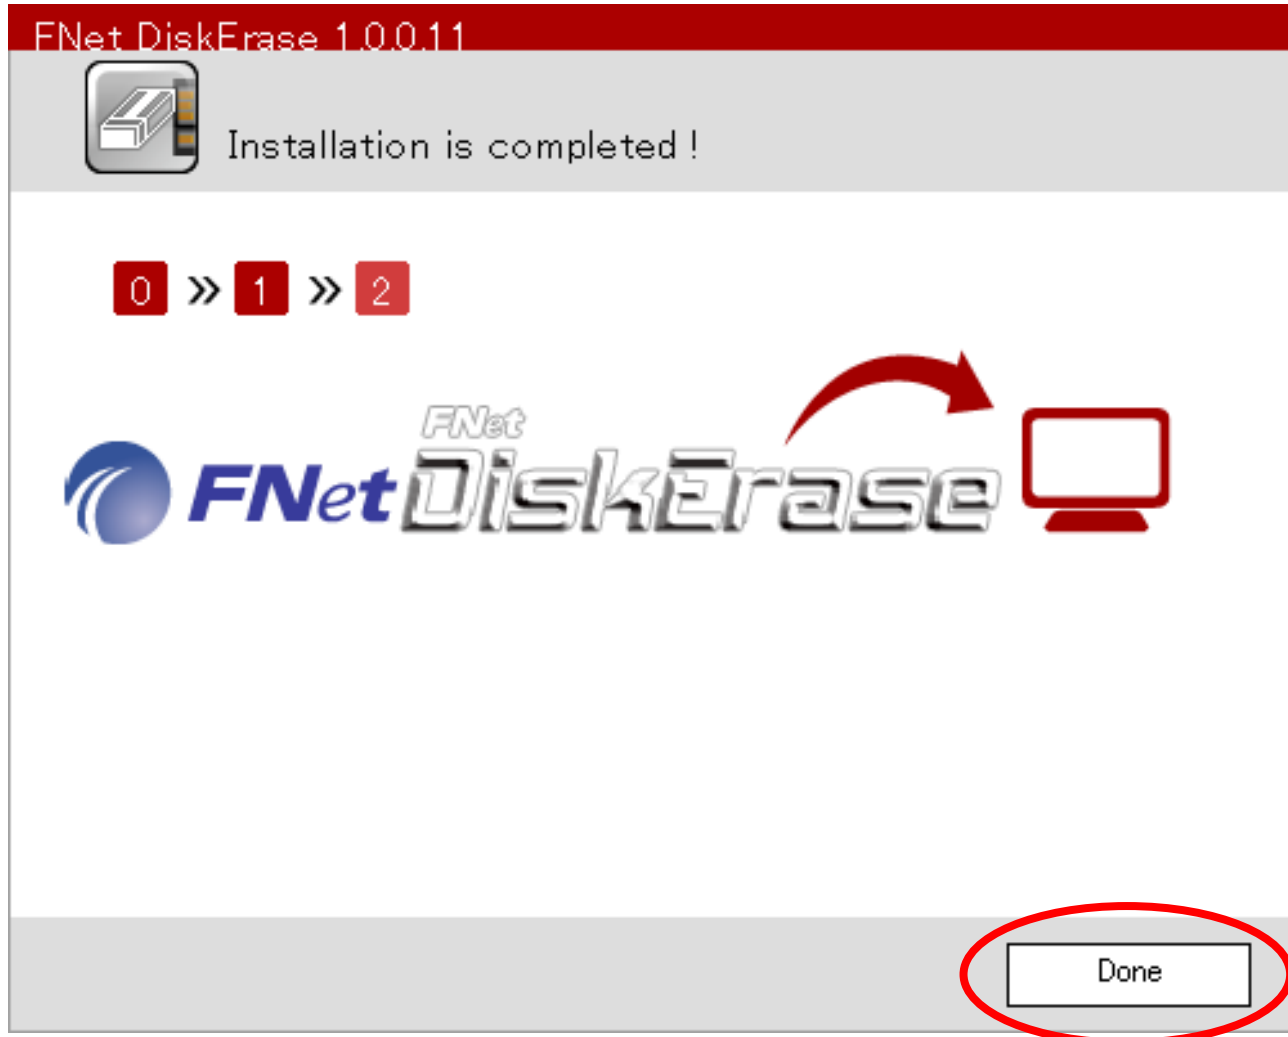 FNet DiskErase 1.0.0.11
Installation is completed !
0 » 1 » 2
FNet
FNet DiskErase
Done